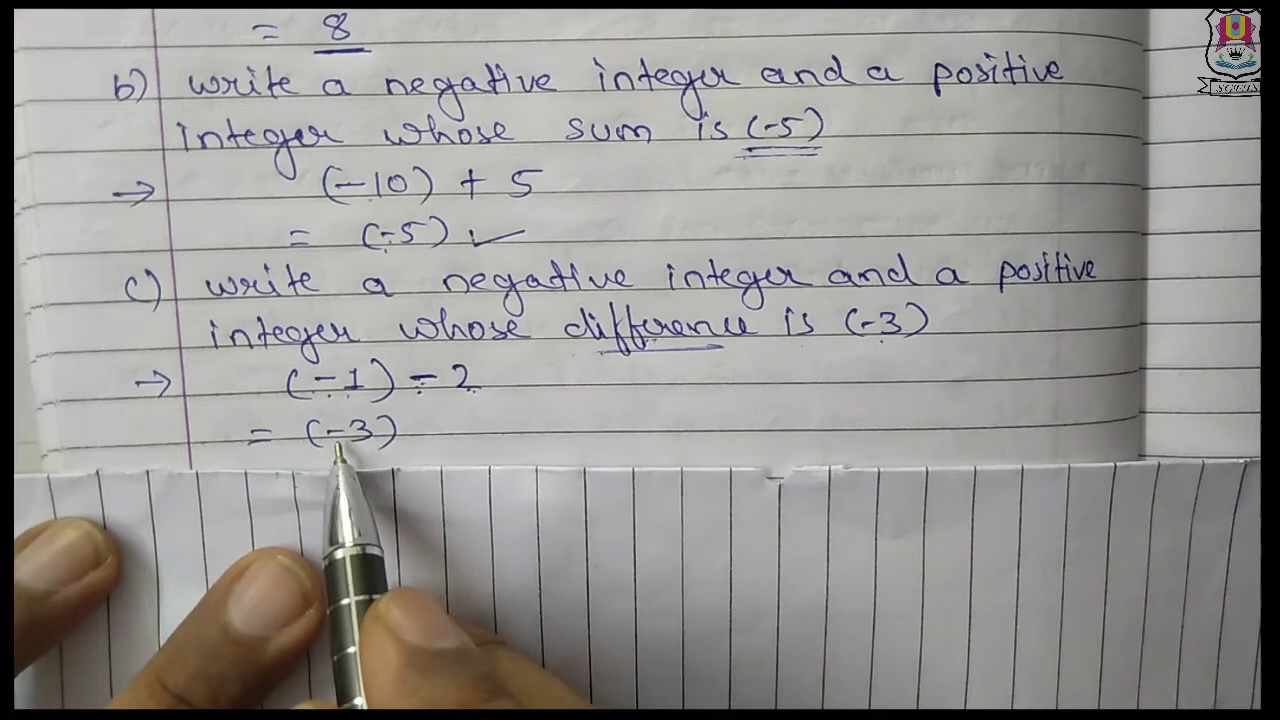 = 8
b) write a negative integer and a positive
integer whose sum is (-5)
→ (-10) + 5
= (-5) ✓
c) write a negative integer and a positive
integer whose difference is (-3)
→ (-1) - 2
= (-3)